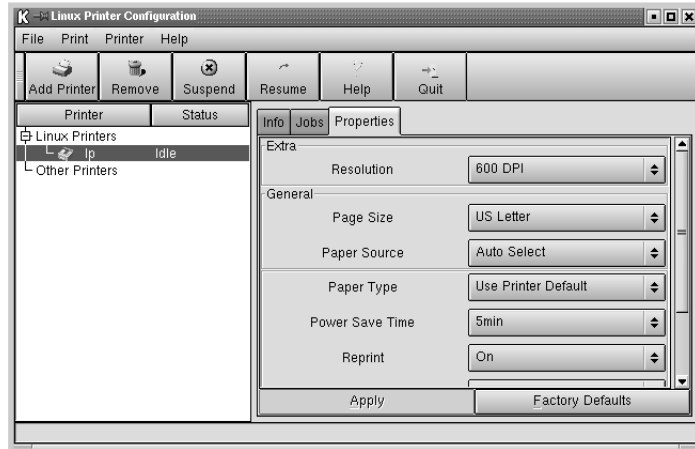 Linux Printer Configuration
File Print Printer Help
Add Printer Remove Suspend Resume Help Quit
Printer Status
Linux Printers
lp Idle
Other Printers
Info Jobs Properties
Extra
Resolution 600 DPI
General
Page Size US Letter
Paper Source Auto Select
Paper Type Use Printer Default
Power Save Time 5min
Reprint On
Apply Factory Defaults